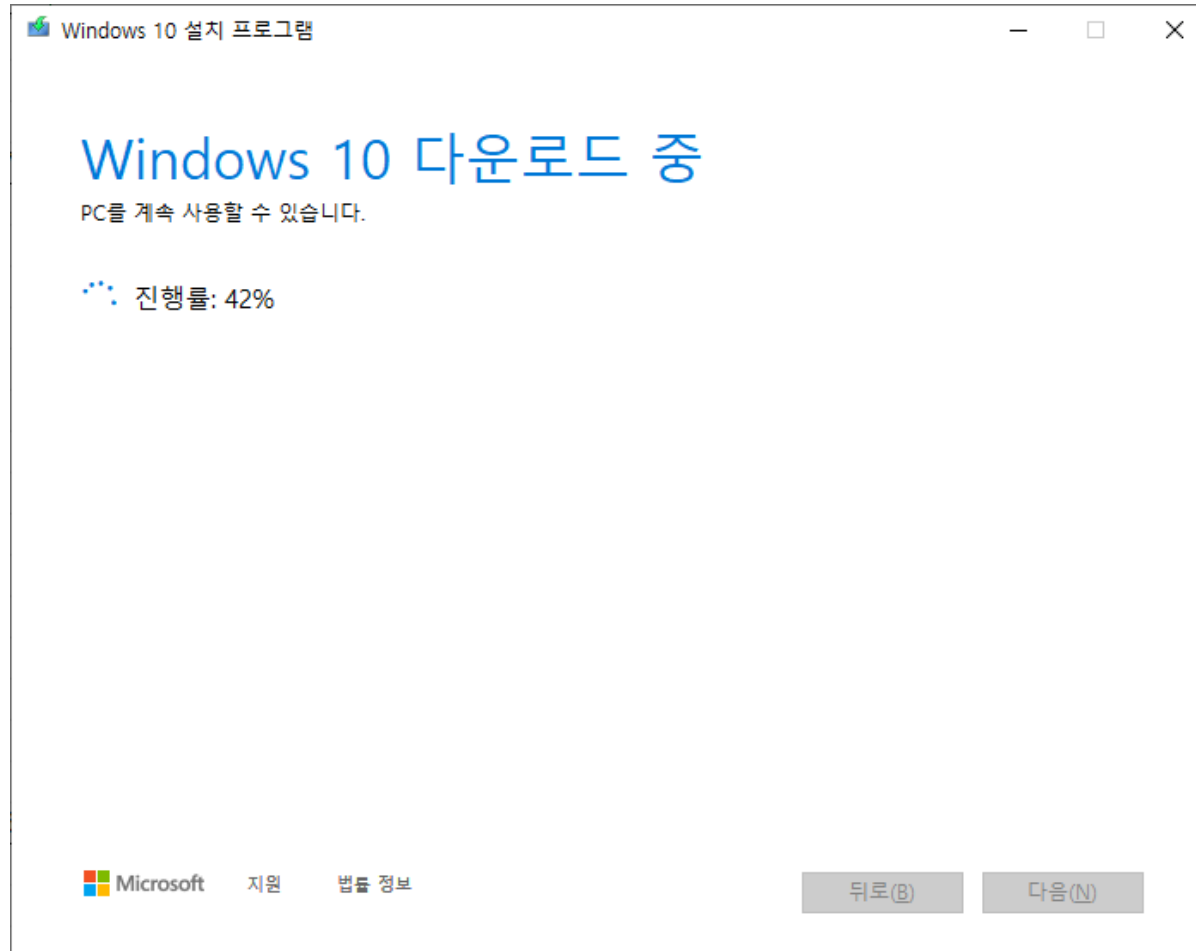 Windows 10 설치 프로그램
Windows 10 다운로드 중
PC를 계속 사용할 수 있습니다.
진행률: 42%
Microsoft 지원 법률 정보
뒤로(B) 다음(N)